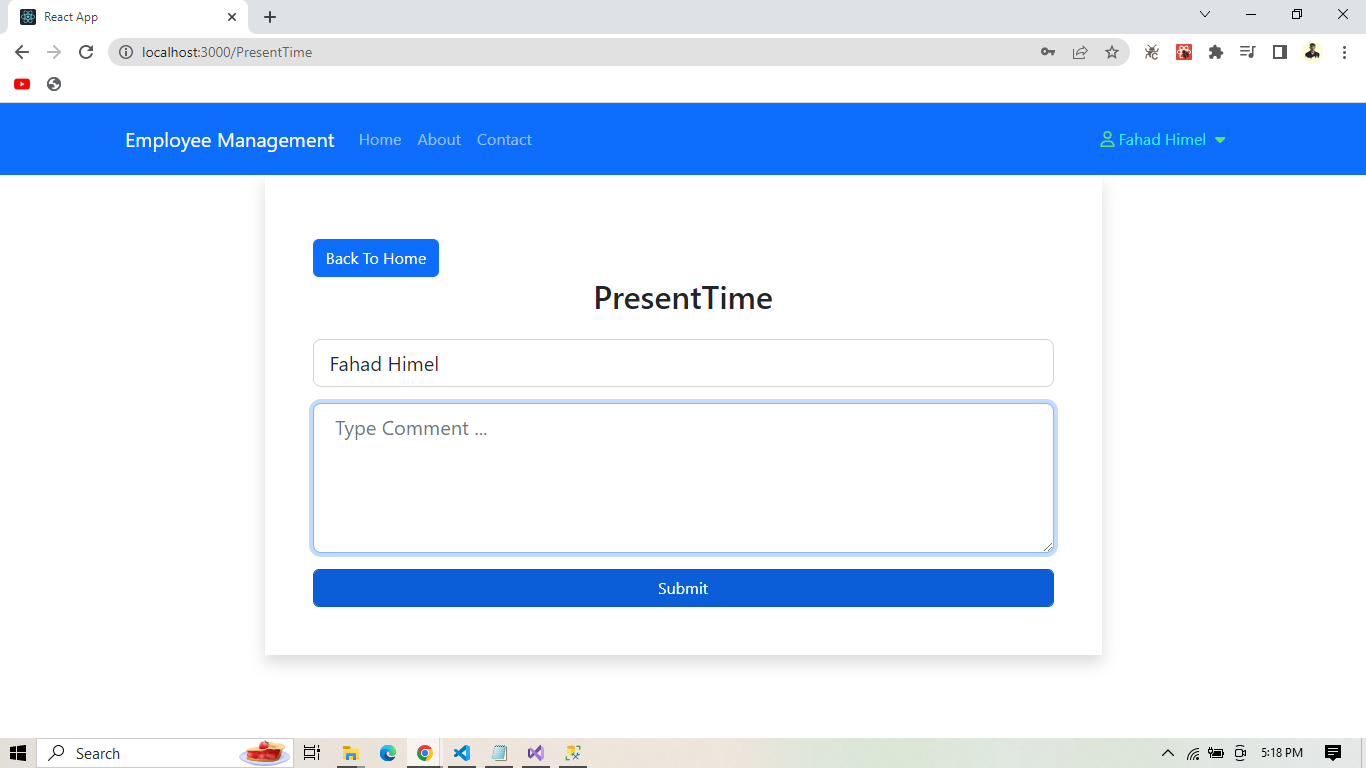 React App
localhost:3000/PresentTime
Employee Management Home About Contact Fahad Himel
Back To Home
PresentTime
Fahad Himel
Type Comment ...
Submit
Search
5:18 PM